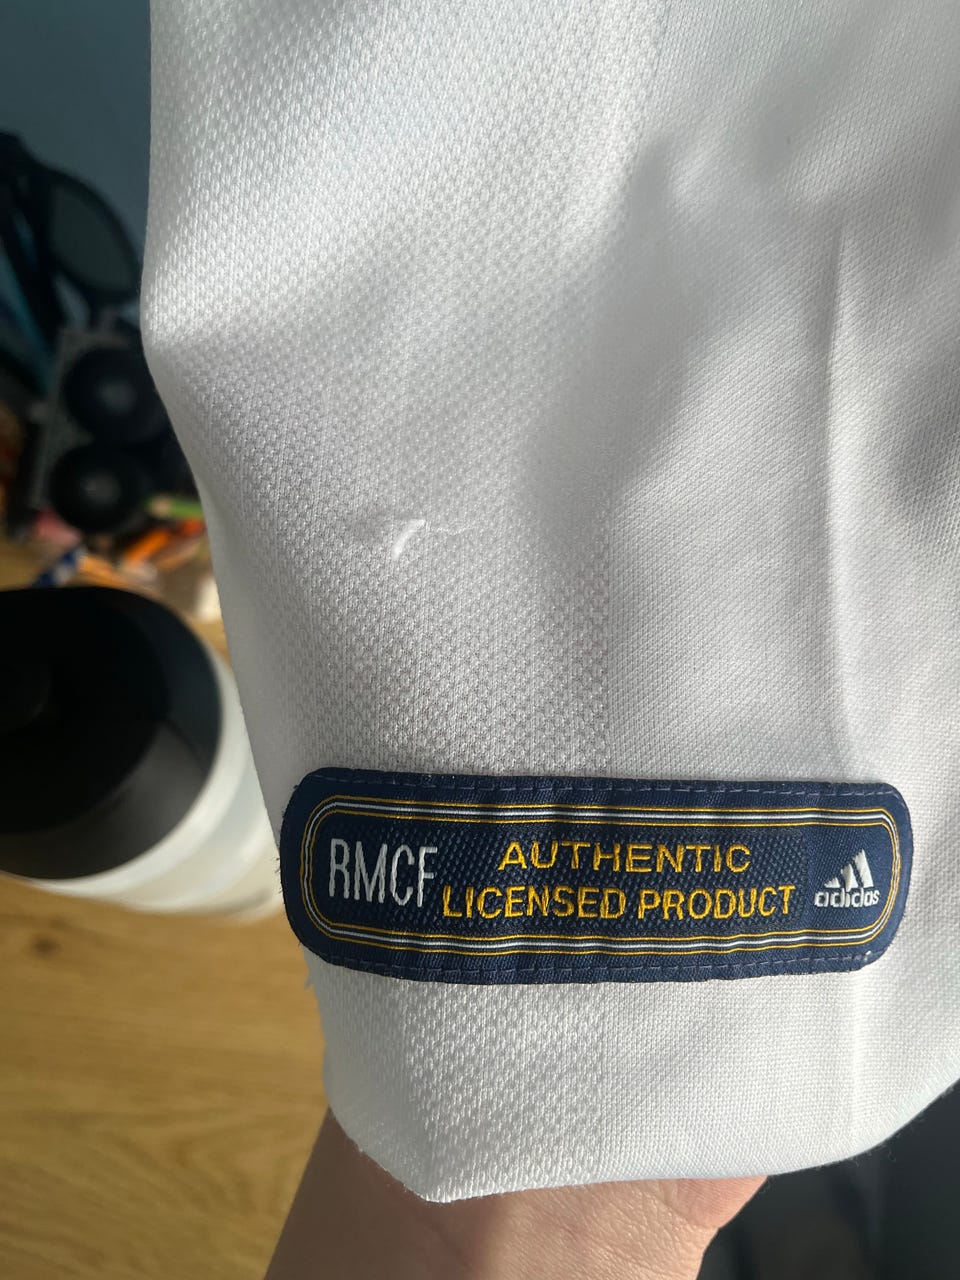 RMCF
AUTHENTIC
LICENSED PRODUCT
adidas